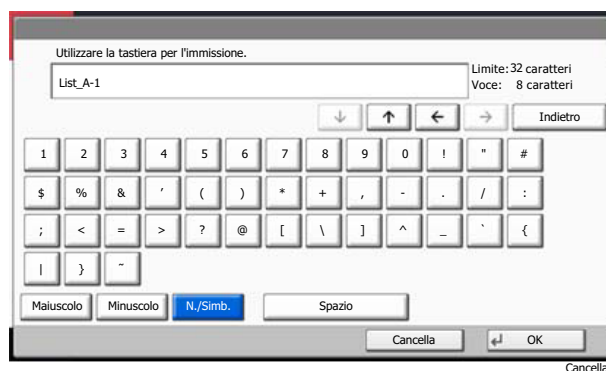 Utilizzare la tastiera per l'immissione.
List_A-1
Limite: 32 caratteri
Voce: 8 caratteri
↓ ↑ ← → Indietro
1 2 3 4 5 6 7 8 9 0 ! " #
$ % & ' ( ) * + , - . / :
; < = > ? @ [ \ ] ^ _ ` {
| } ~
Maiuscolo Minuscolo N./Simb. Spazio
Cancella ↵ OK
Cancella